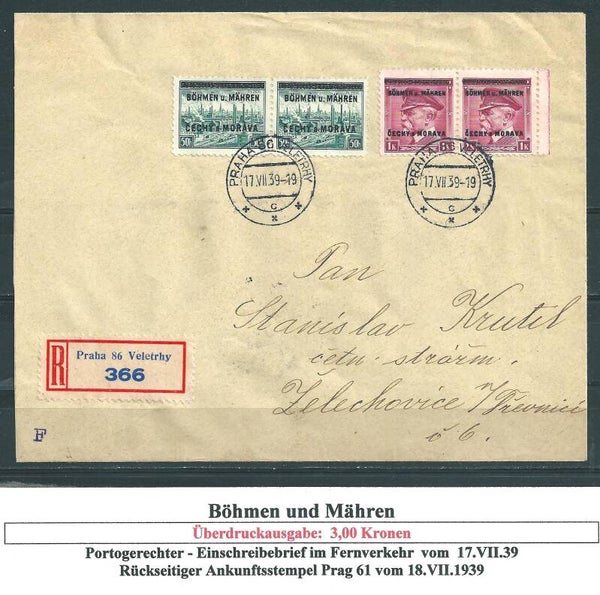 BÖHMEN u. MÄHREN BÖHMEN u. MÄHREN BÖHMEN u. MÄHREN BÖHMEN u. MÄHREN
ČECHY a MORAVA ČECHY a MORAVA ČECHY a MORAVA ČECHY a MORAVA
50h 50h 1K 1K
PRAHA 86 VELETRHY
17.VII.39-19
C
PRAHA 86 VELETRHY
17.VII.39-19
C
Pan
Stanislav Krutel
četn. strážm.
Želechovice n/Dřevnicí
č 6.
R
Praha 86 Veletrhy
366
F
Böhmen und Mähren
Überdruckausgabe: 3,00 Kronen
Portogerechter - Einschreibebrief im Fernverkehr vom 17.VII.39
Rückseitiger Ankunftsstempel Prag 61 vom 18.VII.1939